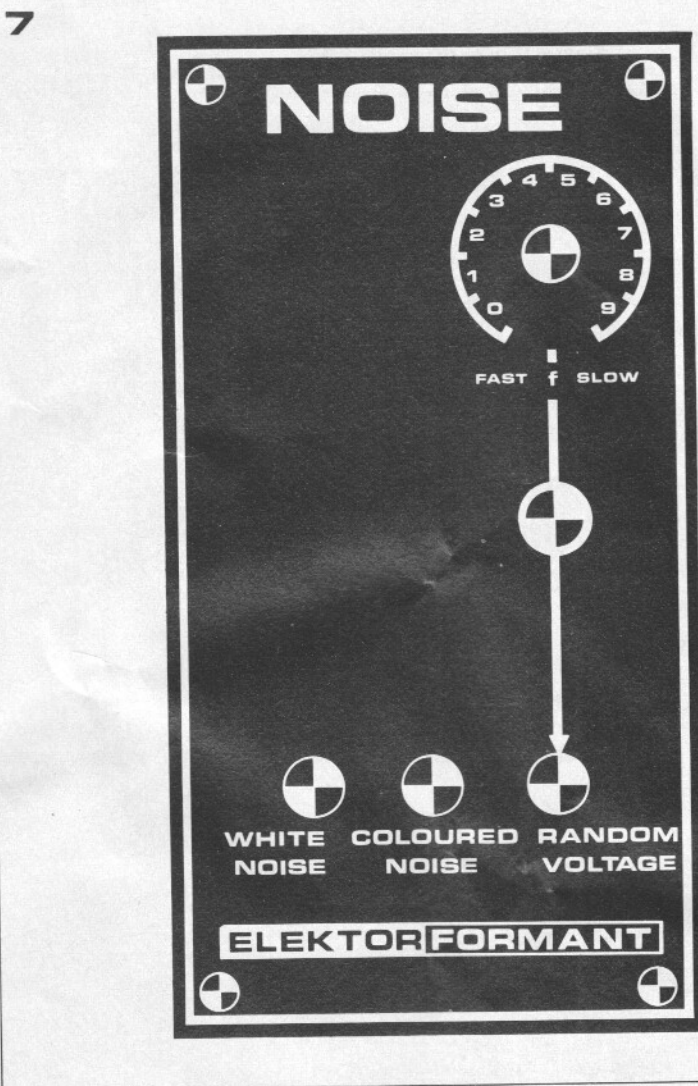 7
NOISE
4 5
3 6
2 7
1 8
0 9
FAST f SLOW
WHITE NOISE
COLOURED NOISE
RANDOM VOLTAGE
ELEKTOR FORMANT